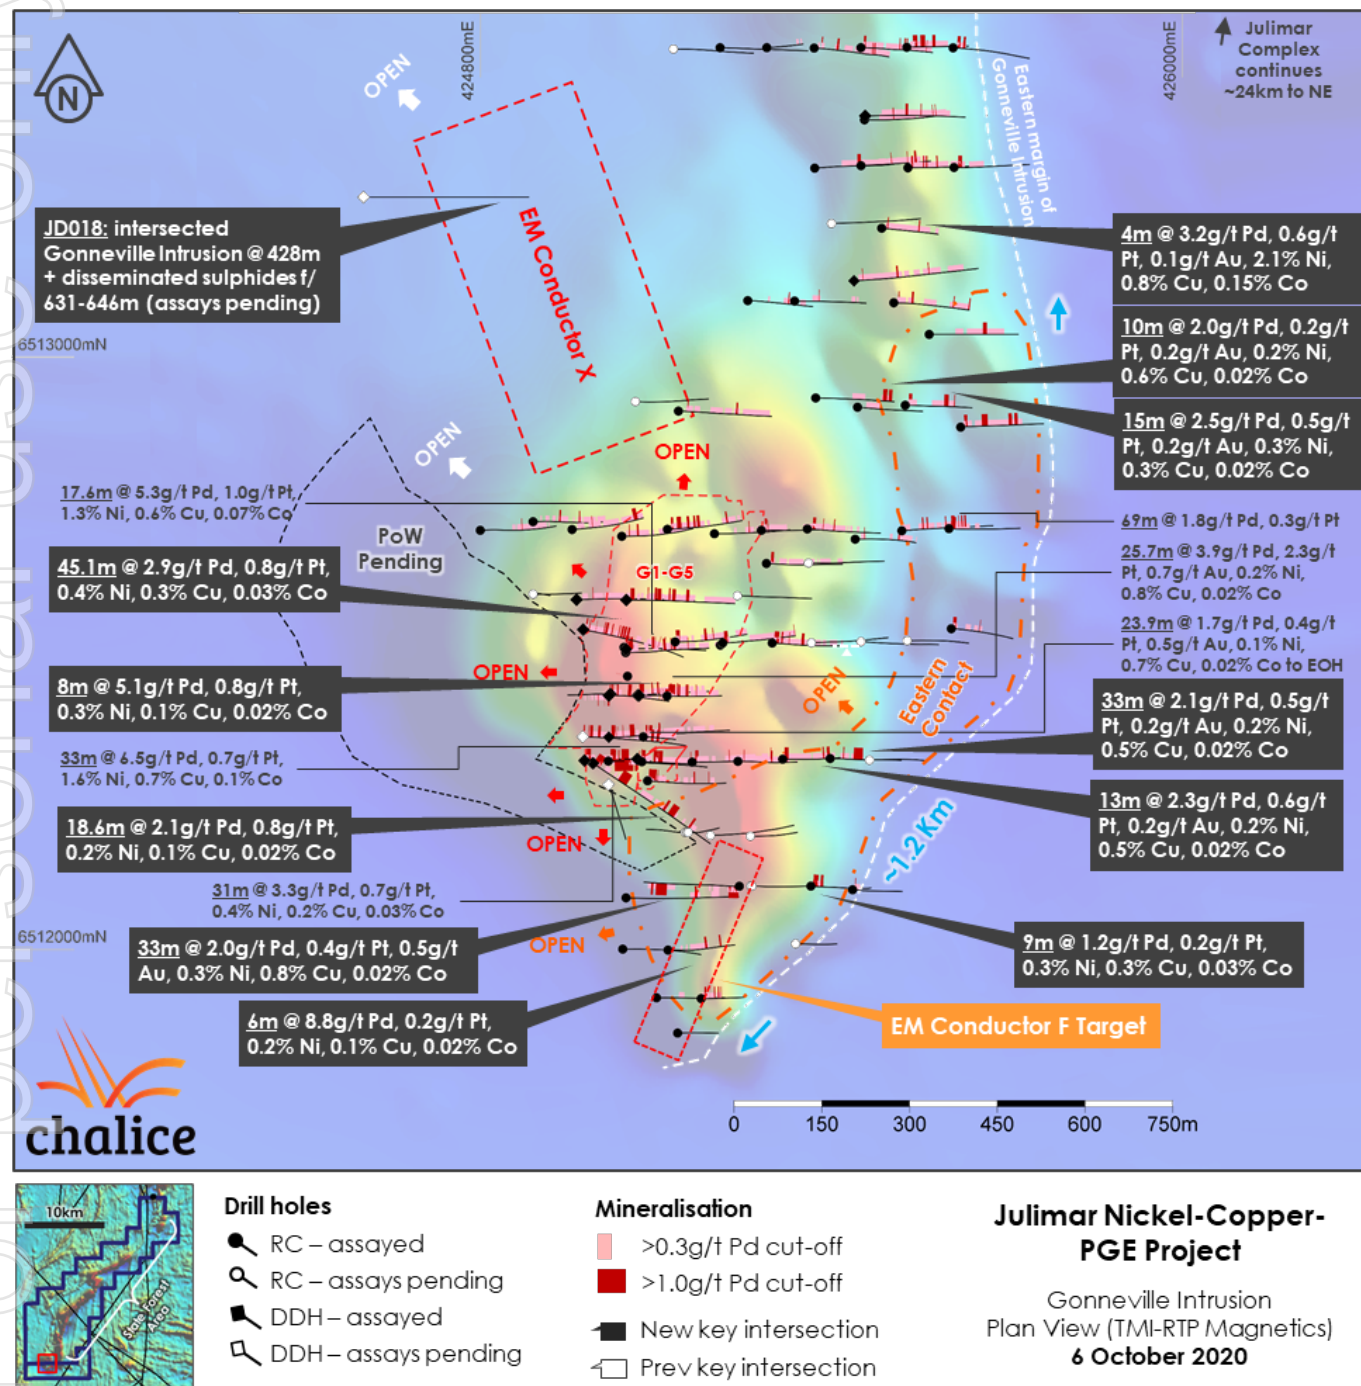 N
OPEN
424800mE
426000mE
Julimar
Complex
continues
~24km to NE
Eastern margin of
Gonneville Intrusion
JD018: intersected
Gonneville Intrusion @ 428m
+ disseminated sulphides f/
631-646m (assays pending)
EM Conductor X
4m @ 3.2g/t Pd, 0.6g/t
Pt, 0.1g/t Au, 2.1% Ni,
0.8% Cu, 0.15% Co
10m @ 2.0g/t Pd, 0.2g/t
Pt, 0.2g/t Au, 0.2% Ni,
0.6% Cu, 0.02% Co
6513000mN
15m @ 2.5g/t Pd, 0.5g/t
Pt, 0.2g/t Au, 0.3% Ni,
0.3% Cu, 0.02% Co
OPEN
OPEN
17.6m @ 5.3g/t Pd, 1.0g/t Pt,
1.3% Ni, 0.6% Cu, 0.07% Co
PoW
Pending
69m @ 1.8g/t Pd, 0.3g/t Pt
25.7m @ 3.9g/t Pd, 2.3g/t
Pt, 0.7g/t Au, 0.2% Ni,
0.8% Cu, 0.02% Co
G1-G5
45.1m @ 2.9g/t Pd, 0.8g/t Pt,
0.4% Ni, 0.3% Cu, 0.03% Co
23.9m @ 1.7g/t Pd, 0.4g/t
Pt, 0.5g/t Au, 0.1% Ni,
0.7% Cu, 0.02% Co to EOH
OPEN
OPEN
Eastern
Contact
8m @ 5.1g/t Pd, 0.8g/t Pt,
0.3% Ni, 0.1% Cu, 0.02% Co
33m @ 2.1g/t Pd, 0.5g/t
Pt, 0.2g/t Au, 0.2% Ni,
0.5% Cu, 0.02% Co
33m @ 6.5g/t Pd, 0.7g/t Pt,
1.6% Ni, 0.7% Cu, 0.1% Co
13m @ 2.3g/t Pd, 0.6g/t
Pt, 0.2g/t Au, 0.2% Ni,
0.5% Cu, 0.02% Co
18.6m @ 2.1g/t Pd, 0.8g/t Pt,
0.2% Ni, 0.1% Cu, 0.02% Co
OPEN
~1.2 Km
31m @ 3.3g/t Pd, 0.7g/t Pt,
0.4% Ni, 0.2% Cu, 0.03% Co
6512000mN
33m @ 2.0g/t Pd, 0.4g/t Pt, 0.5g/t
Au, 0.3% Ni, 0.8% Cu, 0.02% Co
OPEN
9m @ 1.2g/t Pd, 0.2g/t Pt,
0.3% Ni, 0.3% Cu, 0.03% Co
6m @ 8.8g/t Pd, 0.2g/t Pt,
0.2% Ni, 0.1% Cu, 0.02% Co
EM Conductor F Target
chalice
0 150 300 450 600 750m
10km
State Forest
Area
Drill holes
RC – assayed
RC – assays pending
DDH – assayed
DDH – assays pending
Mineralisation
>0.3g/t Pd cut-off
>1.0g/t Pd cut-off
New key intersection
Prev key intersection
Julimar Nickel-Copper-
PGE Project
Gonneville Intrusion
Plan View (TMI-RTP Magnetics)
6 October 2020